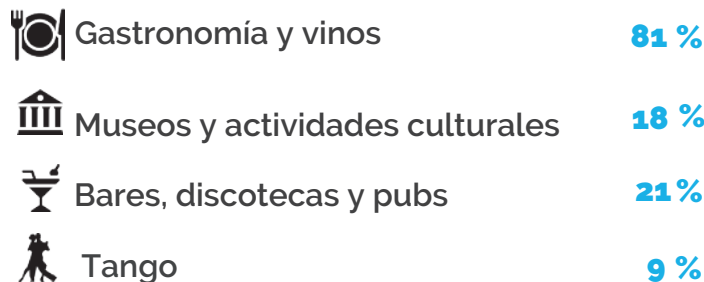 Gastronomía y vinos 81 %
Museos y actividades culturales 18 %
Bares, discotecas y pubs 21 %
Tango 9 %